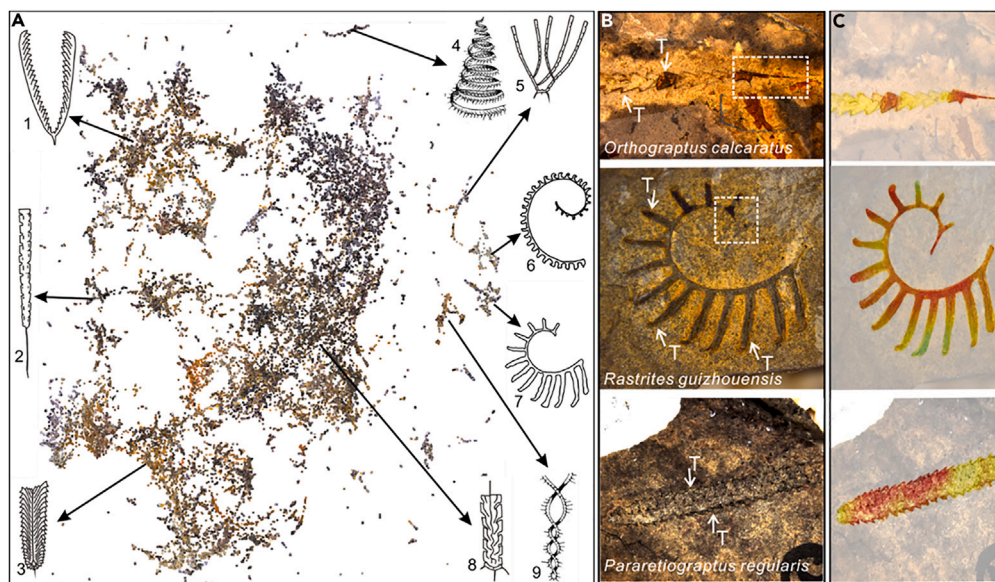 A
B
C
1
2
3
4
5
6
7
8
9
T
T
Orthograptus calcaratus
T
T
T
Rastrites guizhouensis
T
T
Pararetiograptus regularis